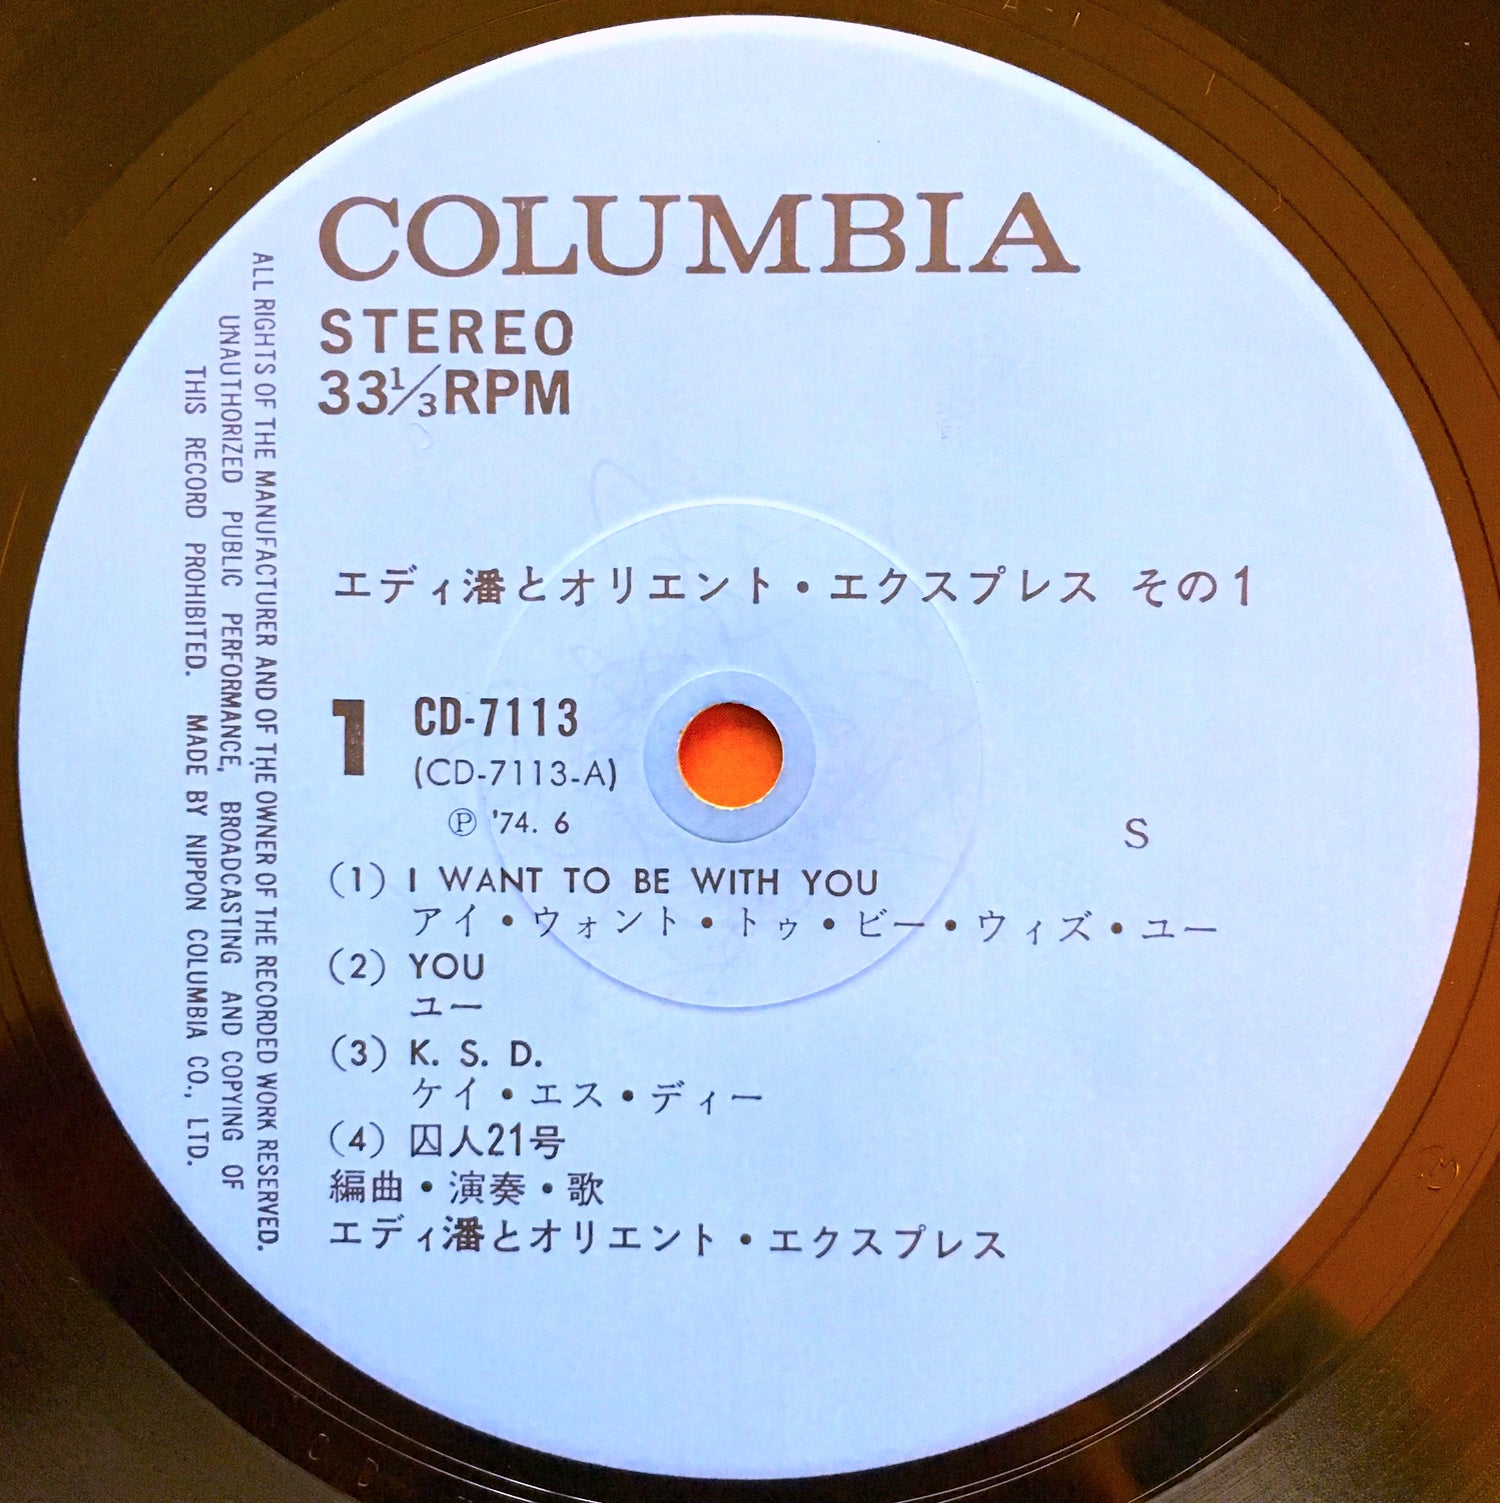 COLUMBIA
STEREO
33 1/3 RPM
エディ潘とオリエント・エクスプレス その1
1
CD-7113
(CD-7113-A)
Ⓟ '74. 6
S
(1) I WANT TO BE WITH YOU
アイ・ウォント・トゥ・ビー・ウィズ・ユー
(2) YOU
ユー
(3) K. S. D.
ケイ・エス・ディー
(4) 囚人21号
編曲・演奏・歌
エディ潘とオリエント・エクスプレス
ALL RIGHTS OF THE MANUFACTURER AND OF THE OWNER OF THE RECORDED WORK RESERVED.
UNAUTHORIZED PUBLIC PERFORMANCE, BROADCASTING AND COPYING OF
THIS RECORD PROHIBITED. MADE BY NIPPON COLUMBIA CO., LTD.